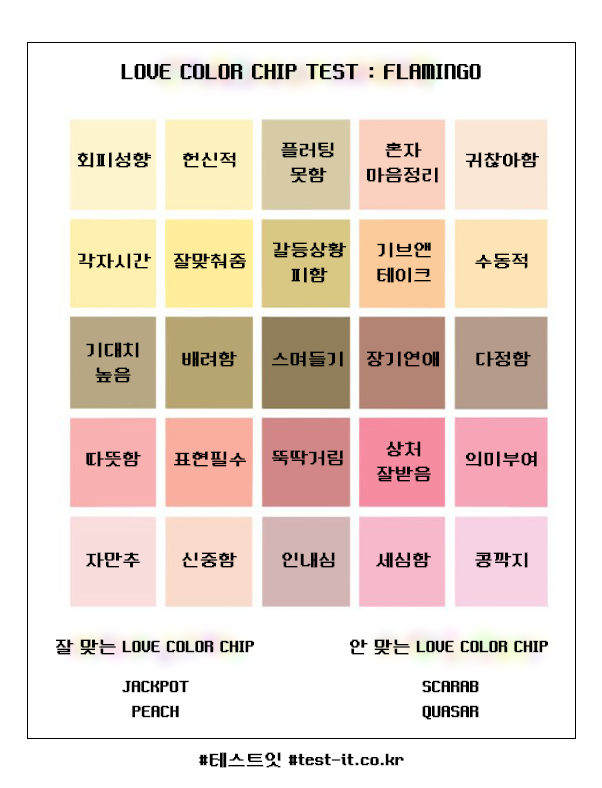 LOVE COLOR CHIP TEST : FLAMINGO
회피성향 헌신적 플러팅 못함 혼자 마음정리 귀찮아함
각자시간 잘맞춰줌 갈등상황 피함 기브앤 테이크 수동적
기대치 높음 배려함 스며들기 장기연애 다정함
따뜻함 표현필수 뚝딱거림 상처 잘받음 의미부여
자만추 신중함 인내심 세심함 콩깍지
잘 맞는 LOVE COLOR CHIP 안 맞는 LOVE COLOR CHIP
JACKPOT SCARAB
PEACH QUASAR
#테스트잇 #test-it.co.kr